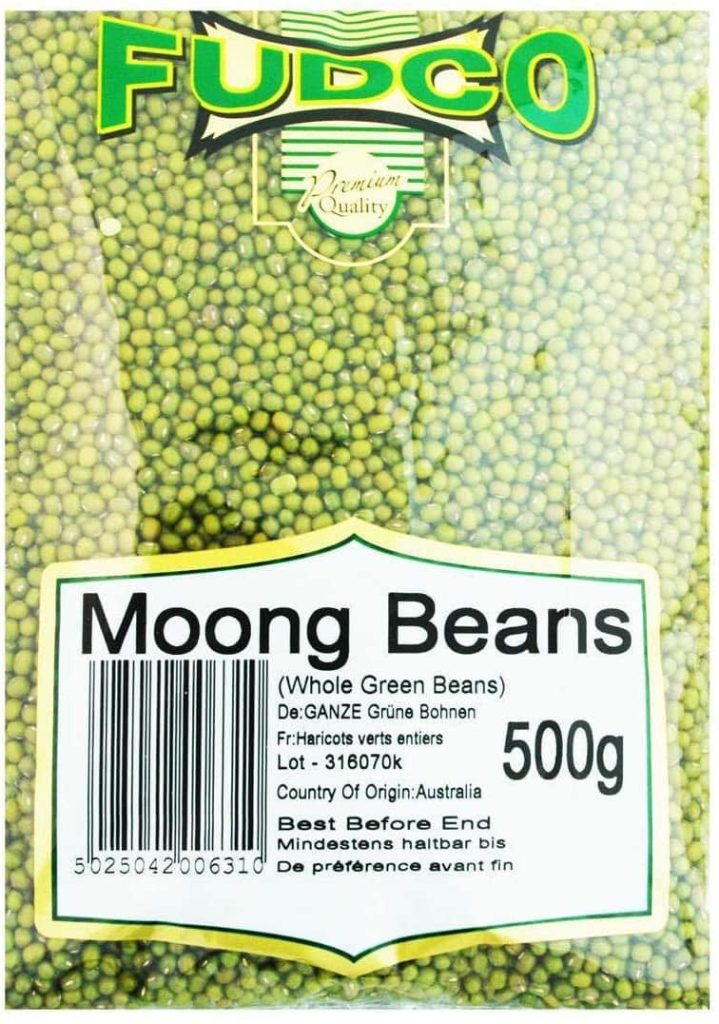 FUDCO
Premium
Quality
Moong Beans
(Whole Green Beans)
De:GANZE Grüne Bohnen
Fr:Haricots verts entiers
Lot - 316070k
500g
Country Of Origin:Australia
Best Before End
Mindestens haltbar bis
De préférence avant fin
5025042006310